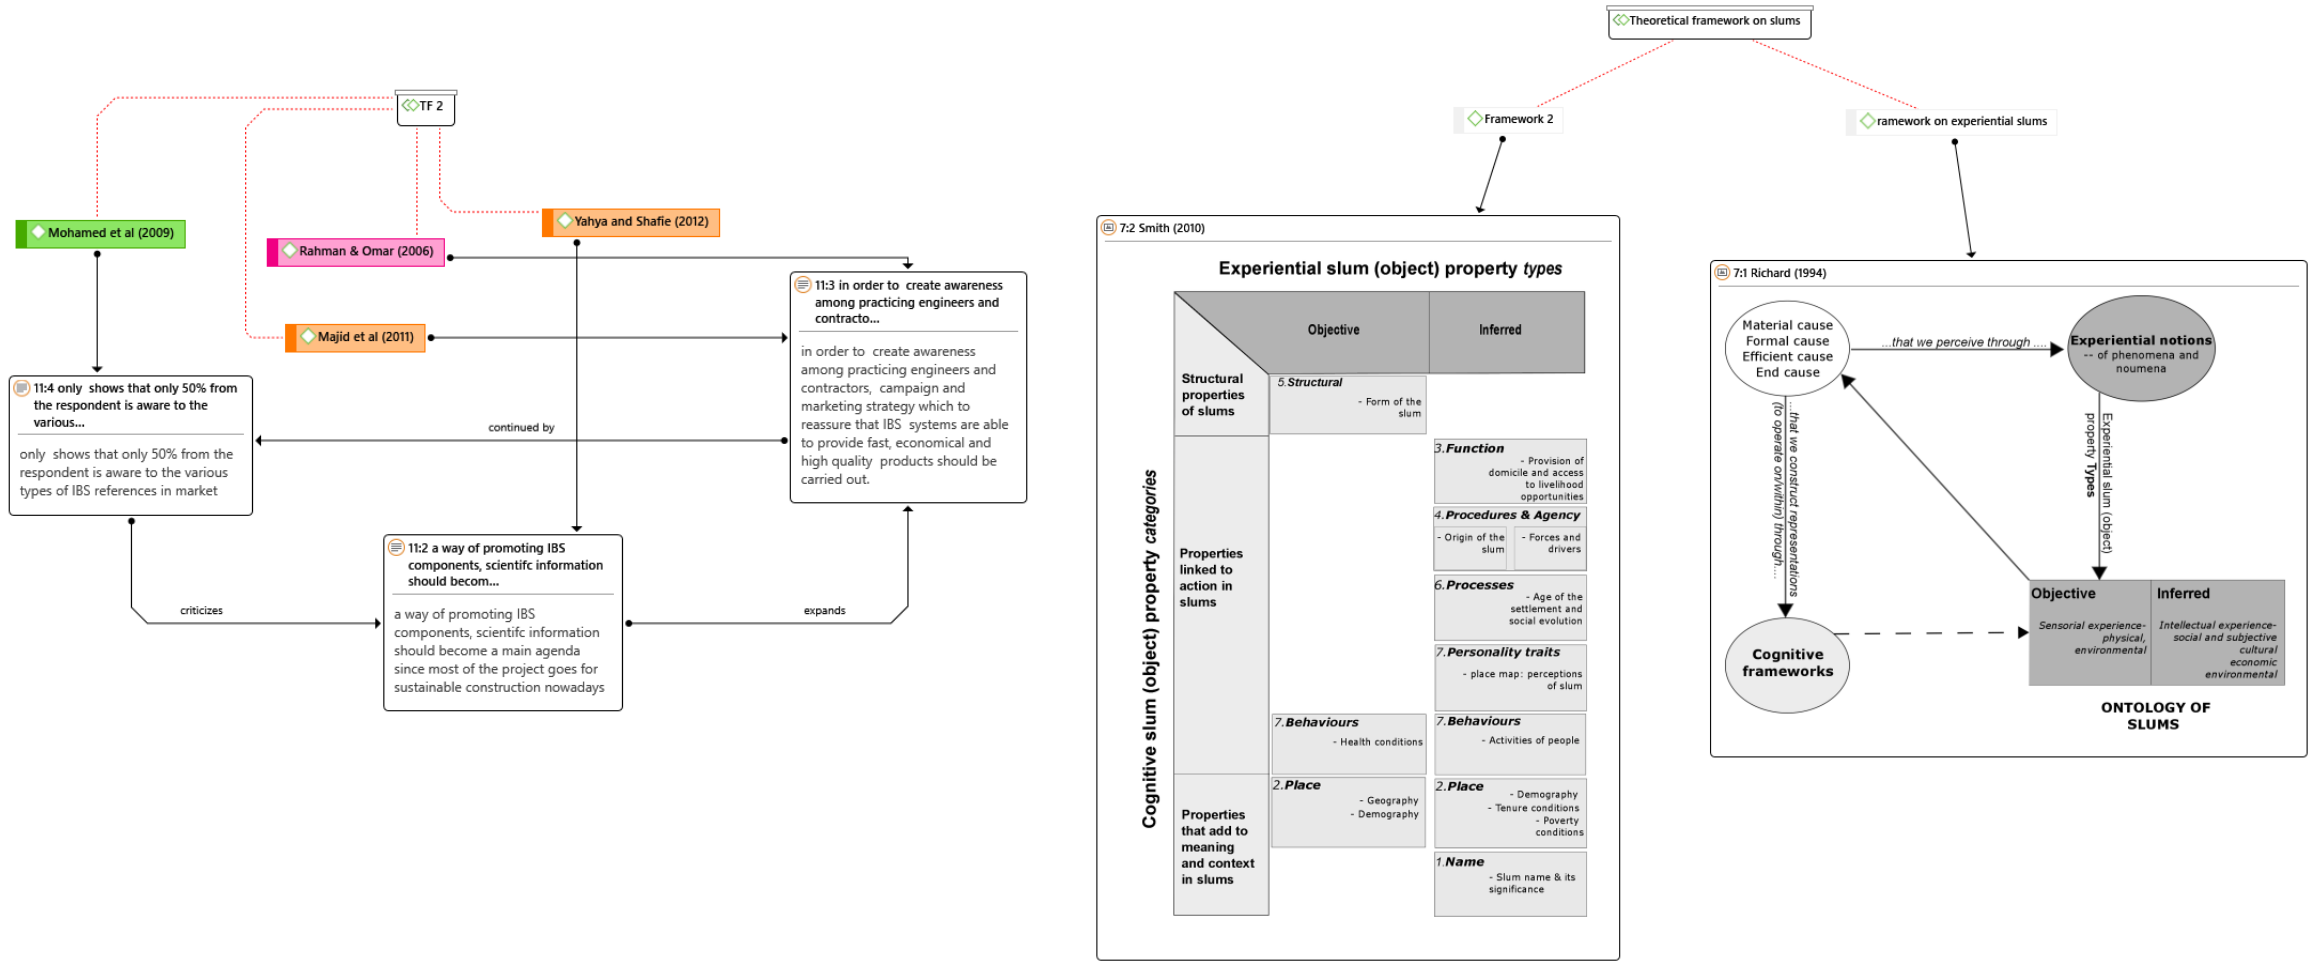 TF 2
Mohamed et al (2009)
Rahman & Omar (2006)
Yahya and Shafie (2012)
Majid et al (2011)
11:4 only shows that only 50% from
the respondent is aware to the
various...
only shows that only 50% from the
respondent is aware to the various
types of IBS references in market
continued by
11:3 in order to create awareness
among practicing engineers and
contracto...
in order to create awareness
among practicing engineers and
contractors, campaign and
marketing strategy which to
reassure that IBS systems are able
to provide fast, economical and
high quality products should be
carried out.
criticizes
11:2 a way of promoting IBS
components, scientifc information
should becom...
a way of promoting IBS
components, scientifc information
should become a main agenda
since most of the project goes for
sustainable construction nowadays
expands
Theoretical framework on slums
Framework 2
ramework on experiential slums
7:2 Smith (2010)
Experiential slum (object) property types
Cognitive slum (object) property categories
Objective
Inferred
Structural
properties
of slums
5.Structural
- Form of the
slum
Properties
linked to
action in
slums
3.Function
- Provision of
domicile and access
to livelihood
opportunities
4.Procedures & Agency
- Origin of the
slum
- Forces and
drivers
6.Processes
- Age of the
settlement and
social evolution
7.Personality traits
- place map: perceptions
of slum
7.Behaviours
- Health conditions
7.Behaviours
- Activities of people
Properties
that add to
meaning
and context
in slums
2.Place
- Geography
- Demography
2.Place
- Demography
- Tenure conditions
- Poverty
conditions
1.Name
- Slum name & its
significance
7:1 Richard (1994)
Material cause
Formal cause
Efficient cause
End cause
...that we perceive through ....
Experiential notions
-- of phenomena and
noumena
...that we construct representations
(to operate on/within) through....
Experiential slum (object)
property Types
Cognitive
frameworks
Objective
Sensorial experience-
physical,
environmental
Inferred
Intellectual experience-
social and subjective
cultural
economic
environmental
ONTOLOGY OF
SLUMS